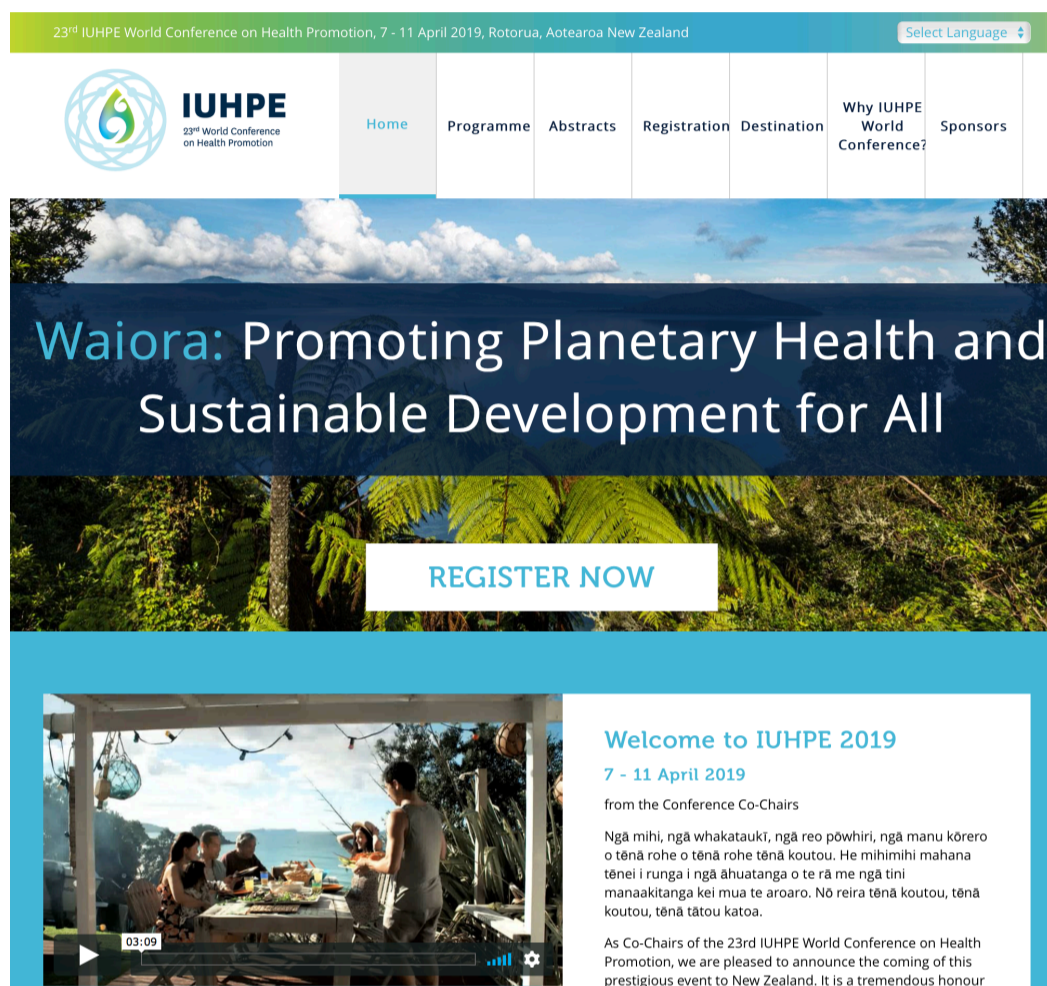 23rd IUHPE World Conference on Health Promotion, 7 - 11 April 2019, Rotorua, Aotearoa New Zealand
Select Language
IUHPE
23rd World Conference
on Health Promotion
Home
Programme
Abstracts
Registration
Destination
Why IUHPE
World
Conference?
Sponsors
Waiora: Promoting Planetary Health and
Sustainable Development for All
REGISTER NOW
03:09
Welcome to IUHPE 2019
7 - 11 April 2019
from the Conference Co-Chairs
Ngā mihi, ngā whakataukī, ngā reo pōwhiri, ngā manu kōrero
o tēnā rohe o tēnā rohe tēnā koutou. He mihimihi mahana
tēnei i runga i ngā āhuatanga o te rā me ngā tini
manaakitanga kei mua te aroaro. Nō reira tēnā koutou, tēnā
koutou, tēnā tātou katoa.
As Co-Chairs of the 23rd IUHPE World Conference on Health
Promotion, we are pleased to announce the coming of this
prestigious event to New Zealand. It is a tremendous honour